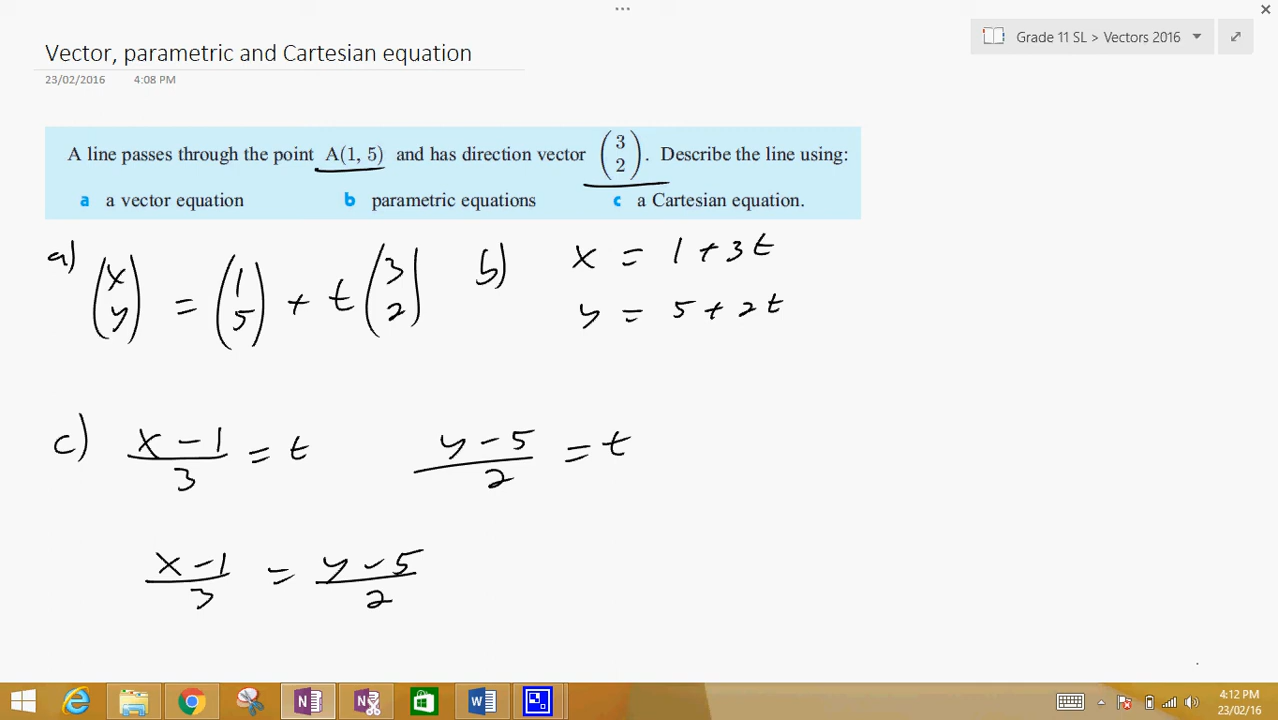 ...
Grade 11 SL > Vectors 2016
Vector, parametric and Cartesian equation
23/02/2016 4:08 PM
A line passes through the point A(1, 5) and has direction vector (3 2). Describe the line using:
a a vector equation b parametric equations c a Cartesian equation.
a) (x y) = (1 5) + t (3 2) b) x = 1 + 3t
y = 5 + 2t
c) x - 1 / 3 = t y - 5 / 2 = t
x - 1 / 3 = y - 5 / 2
4:12 PM
23/02/16